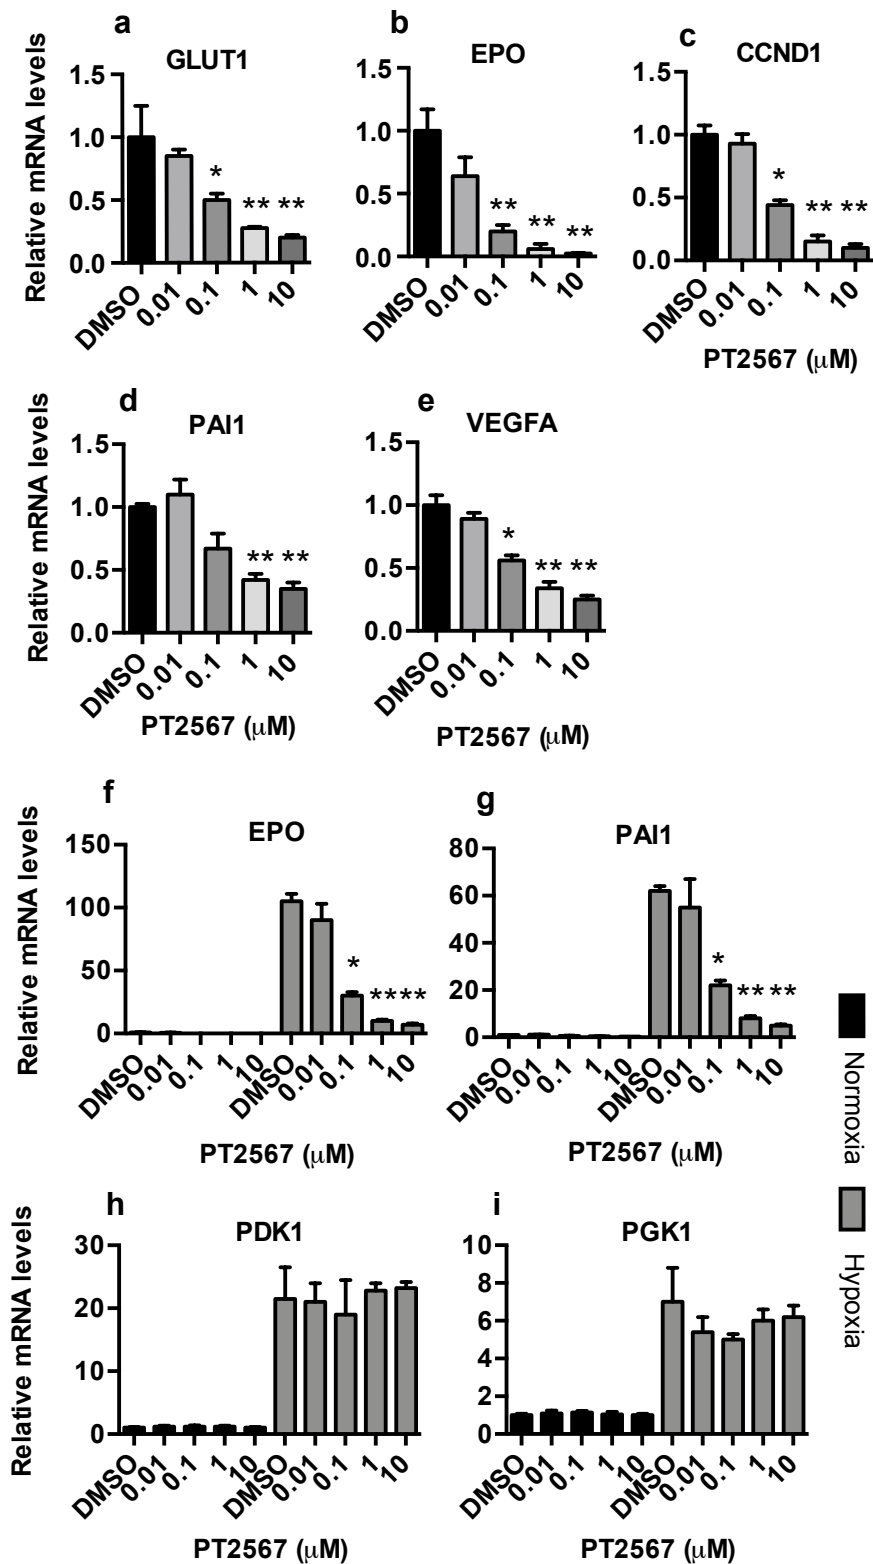 a
GLUT1
b
EPO
c
CCND1
Relative mRNA levels
1.5
1.0
0.5
0.0
*
**
**
DMSO
0.01
0.1
1
10
1.5
1.0
0.5
0.0
**
**
**
DMSO
0.01
0.1
1
10
1.5
1.0
0.5
0.0
*
**
**
DMSO
0.01
0.1
1
10
PT2567 (μM)
d
PAI1
e
VEGFA
Relative mRNA levels
1.5
1.0
0.5
0.0
**
**
DMSO
0.01
0.1
1
10
PT2567 (μM)
1.5
1.0
0.5
0.0
*
**
**
DMSO
0.01
0.1
1
10
PT2567 (μM)
f
EPO
g
PAI1
Relative mRNA levels
150
100
50
0
*
**
**
DMSO
0.01
0.1
1
10
DMSO
0.01
0.1
1
10
PT2567 (μM)
80
60
40
20
0
*
**
**
DMSO
0.01
0.1
1
10
DMSO
0.01
0.1
1
10
PT2567 (μM)
Normoxia
Hypoxia
h
PDK1
i
PGK1
Relative mRNA levels
30
20
10
0
DMSO
0.01
0.1
1
10
DMSO
0.01
0.1
1
10
PT2567 (μM)
10
8
6
4
2
0
DMSO
0.01
0.1
1
10
DMSO
0.01
0.1
1
10
PT2567 (μM)